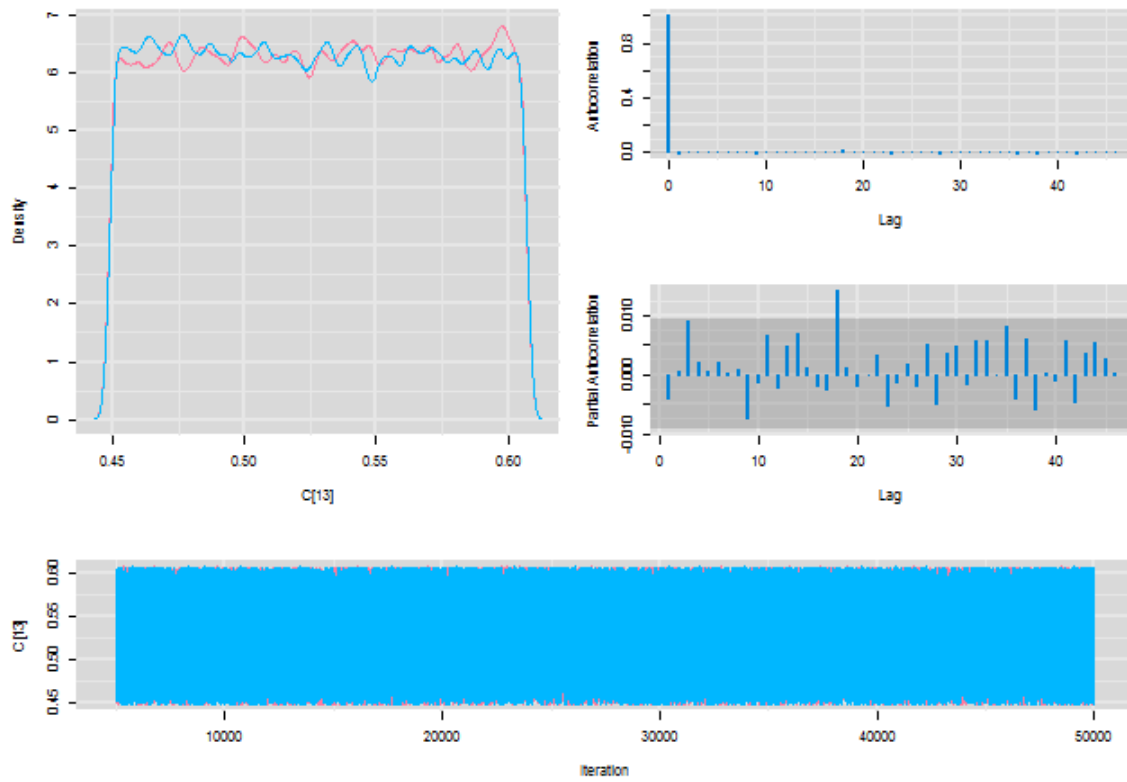 Density
0 1 2 3 4 5 6 7
0.45 0.50 0.55 0.60
C[13]
Autocorrelation
0.0 0.4 0.8
0 10 20 30 40
Lag
Partial Autocorrelation
-0.010 0.000 0.010
0 10 20 30 40
Lag
C[13]
0.45 0.50 0.55 0.60
10000 20000 30000 40000 50000
Iteration